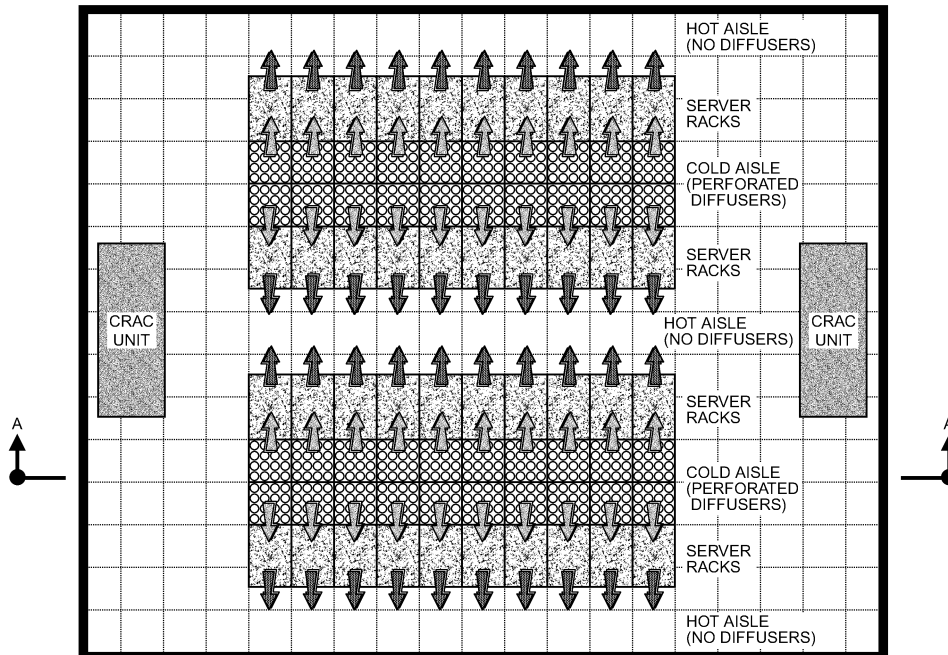 HOT AISLE
(NO DIFFUSERS)
SERVER
RACKS
COLD AISLE
(PERFORATED
DIFFUSERS)
SERVER
RACKS
CRAC
UNIT
HOT AISLE
(NO DIFFUSERS)
CRAC
UNIT
SERVER
RACKS
A
A
COLD AISLE
(PERFORATED
DIFFUSERS)
SERVER
RACKS
HOT AISLE
(NO DIFFUSERS)